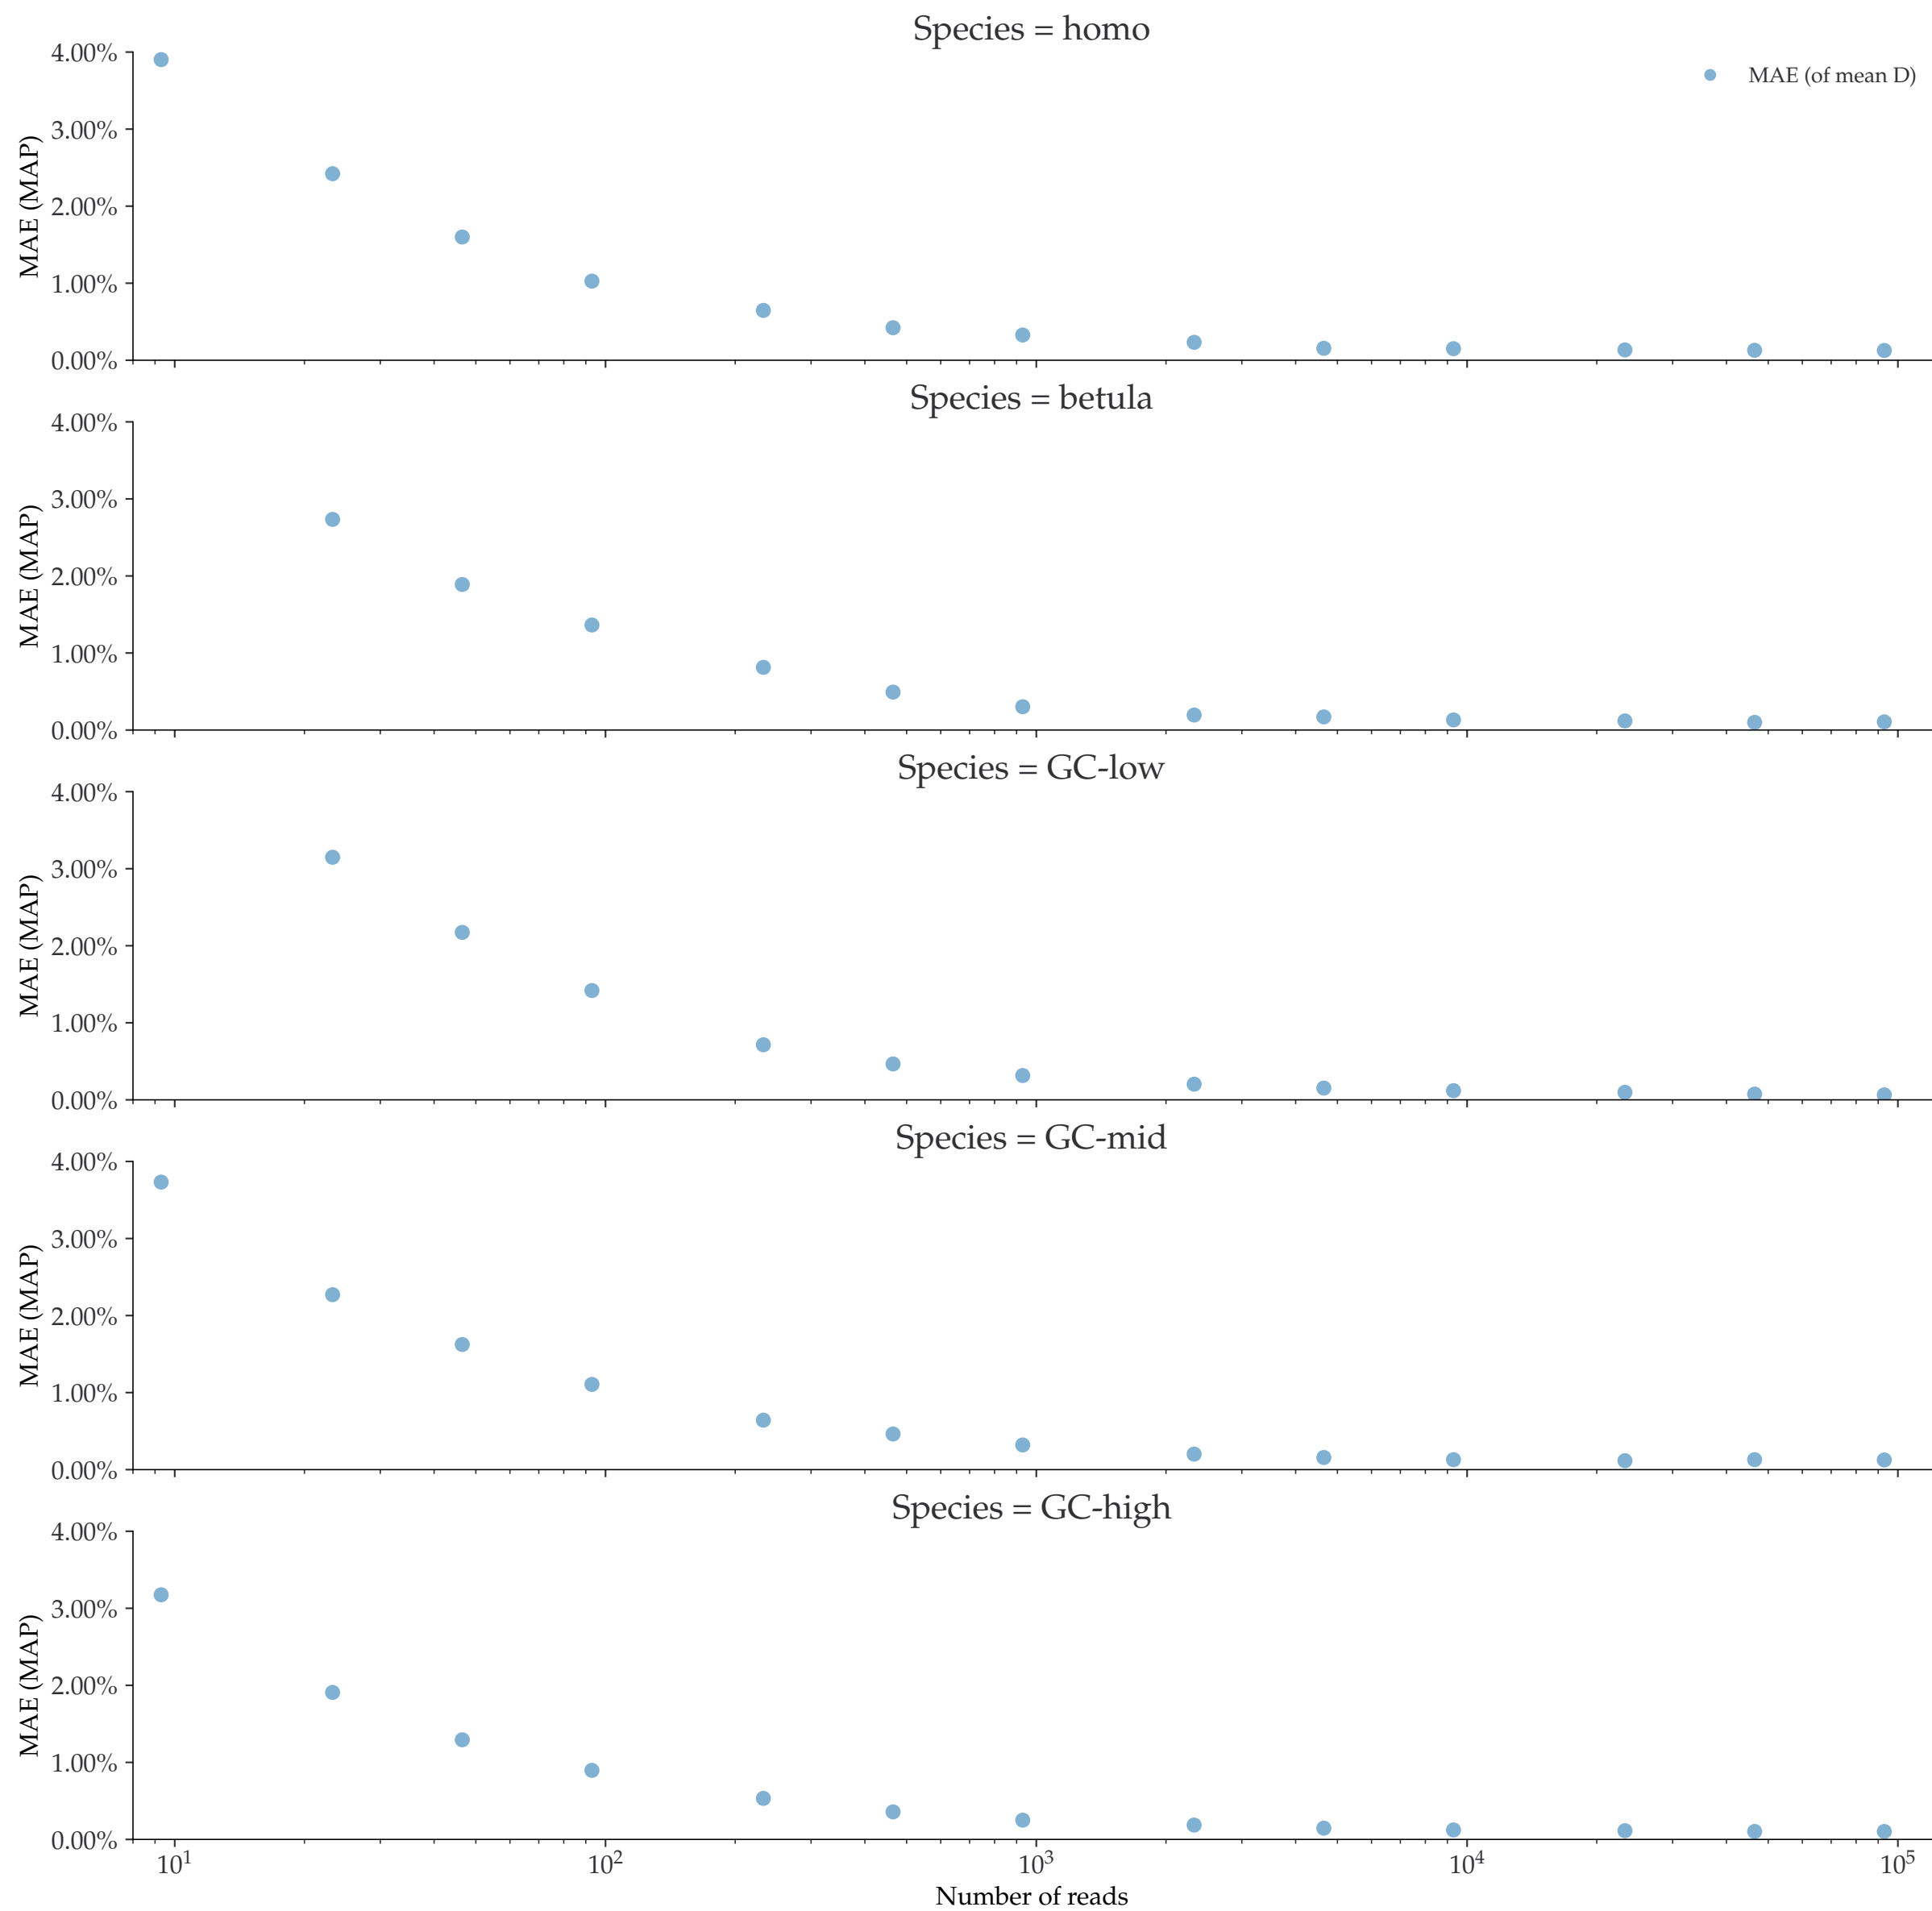 Species = homo
4.00%
MAE (of mean D)
3.00%
2.00%
1.00%
0.00%
MAE (MAP)
Species = betula
4.00%
3.00%
2.00%
1.00%
0.00%
MAE (MAP)
Species = GC-low
4.00%
3.00%
2.00%
1.00%
0.00%
MAE (MAP)
Species = GC-mid
4.00%
3.00%
2.00%
1.00%
0.00%
MAE (MAP)
Species = GC-high
4.00%
3.00%
2.00%
1.00%
0.00%
MAE (MAP)
10¹ 10² 10³ 10⁴ 10⁵
Number of reads